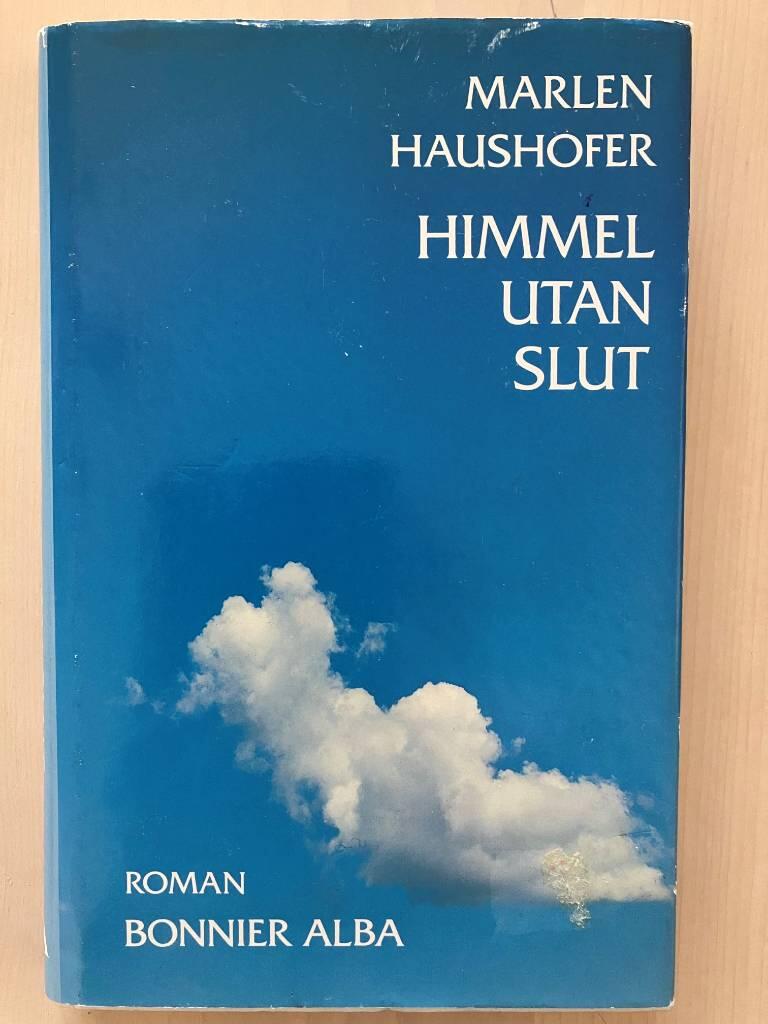 MARLEN
HAUSHOFER
HIMMEL
UTAN
SLUT
ROMAN
BONNIER ALBA